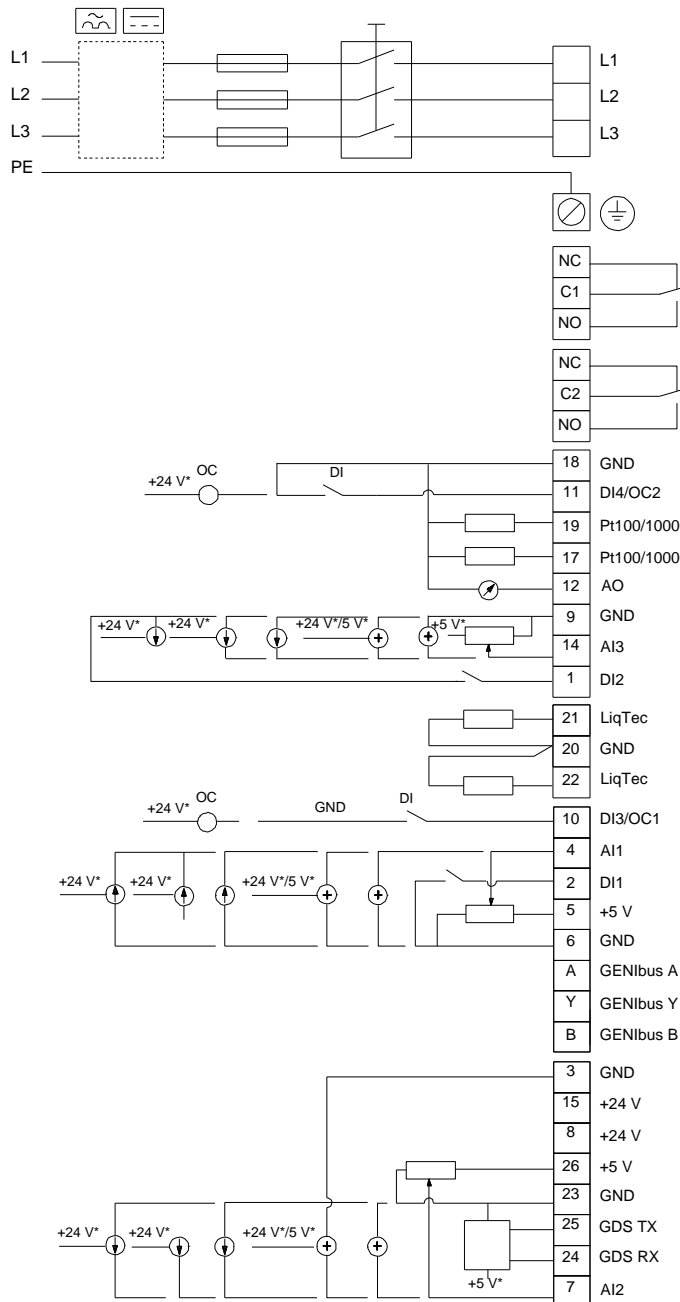 L1 L1
L2 L2
L3 L3
PE
NC
C1
NO
NC
C2
NO
18 GND
+24 V* OC DI 11 DI4/OC2
19 Pt100/1000
17 Pt100/1000
12 AO
9 GND
+24 V* +24 V* +24 V*/5 V* +5 V* 14 AI3
1 DI2
21 LiqTec
20 GND
22 LiqTec
+24 V* OC GND DI 10 DI3/OC1
4 AI1
+24 V* +24 V* +24 V*/5 V* 2 DI1
5 +5 V
6 GND
A GENIbus A
Y GENIbus Y
B GENIbus B
3 GND
15 +24 V
8 +24 V
26 +5 V
23 GND
25 GDS TX
+24 V* +24 V* +24 V*/5 V* 24 GDS RX
+5 V* 7 AI2